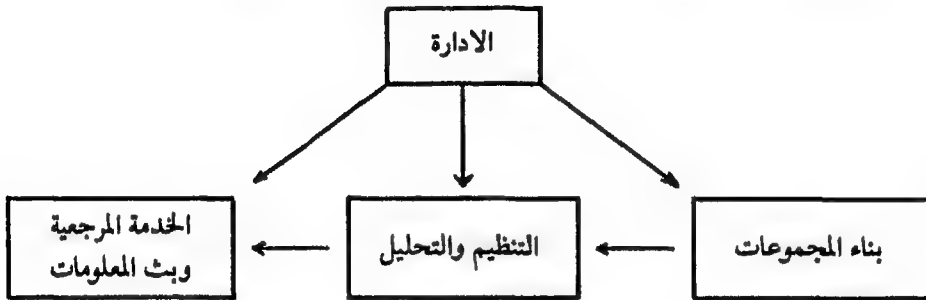 الادارة
بناء المجموعات
التنظيم والتحليل
الخدمة المرجعية
وبث المعلومات